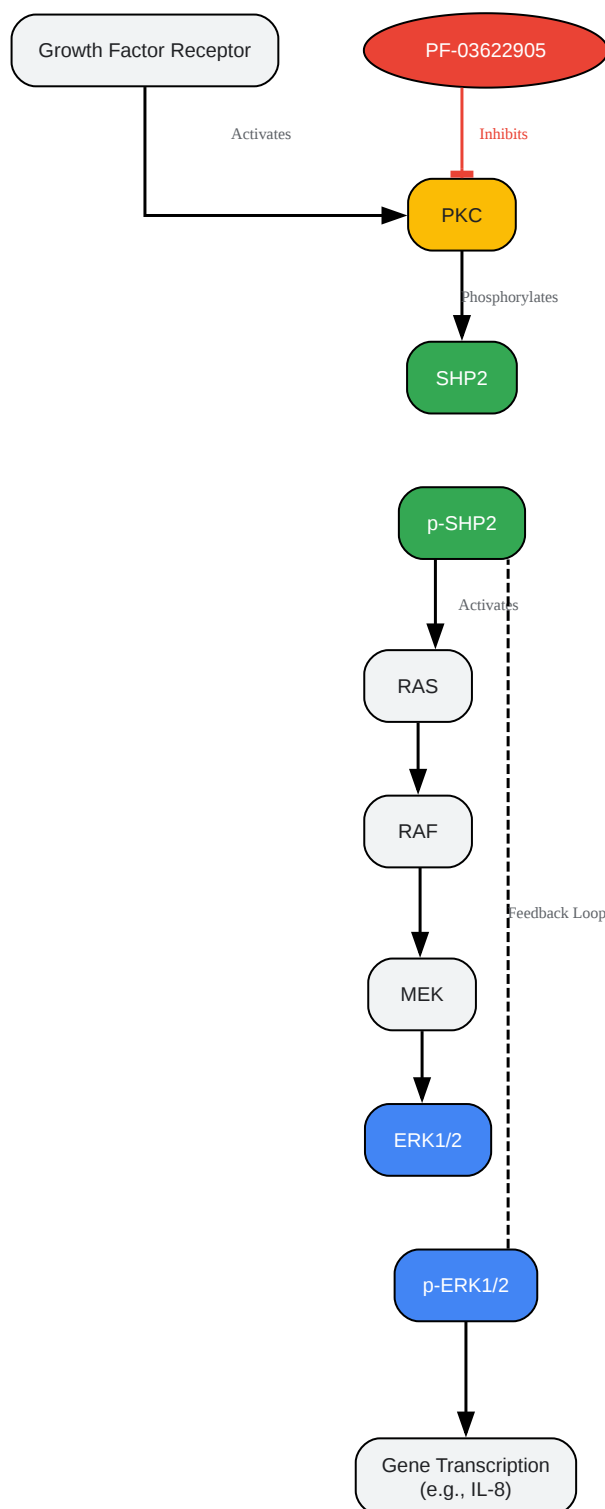 Growth Factor Receptor
PF-03622905
Activates
Inhibits
PKC
Phosphorylates
SHP2
p-SHP2
Activates
RAS
RAF
Feedback Loop
MEK
ERK1/2
p-ERK1/2
Gene Transcription
(e.g., IL-8)